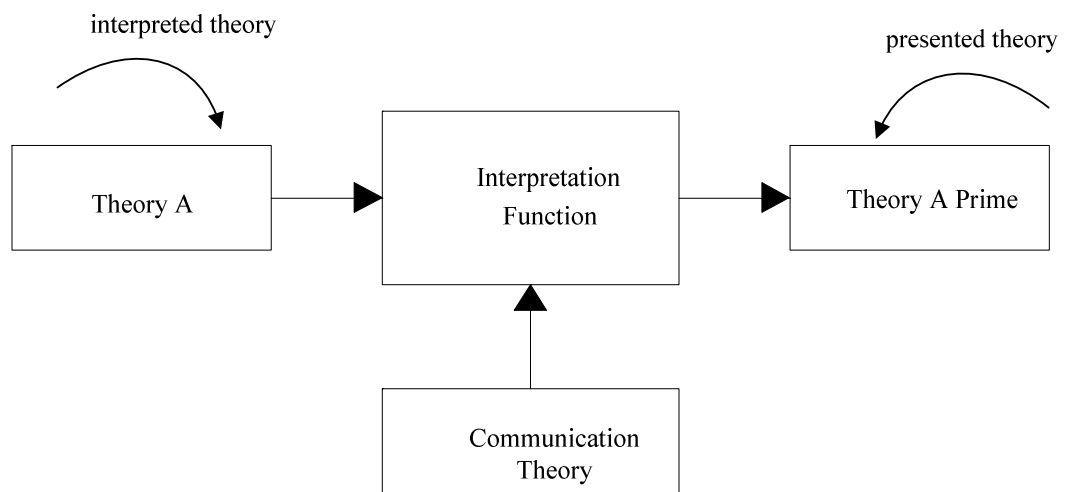 interpreted theory
presented theory
Theory A
Interpretation
Function
Theory A Prime
Communication
Theory